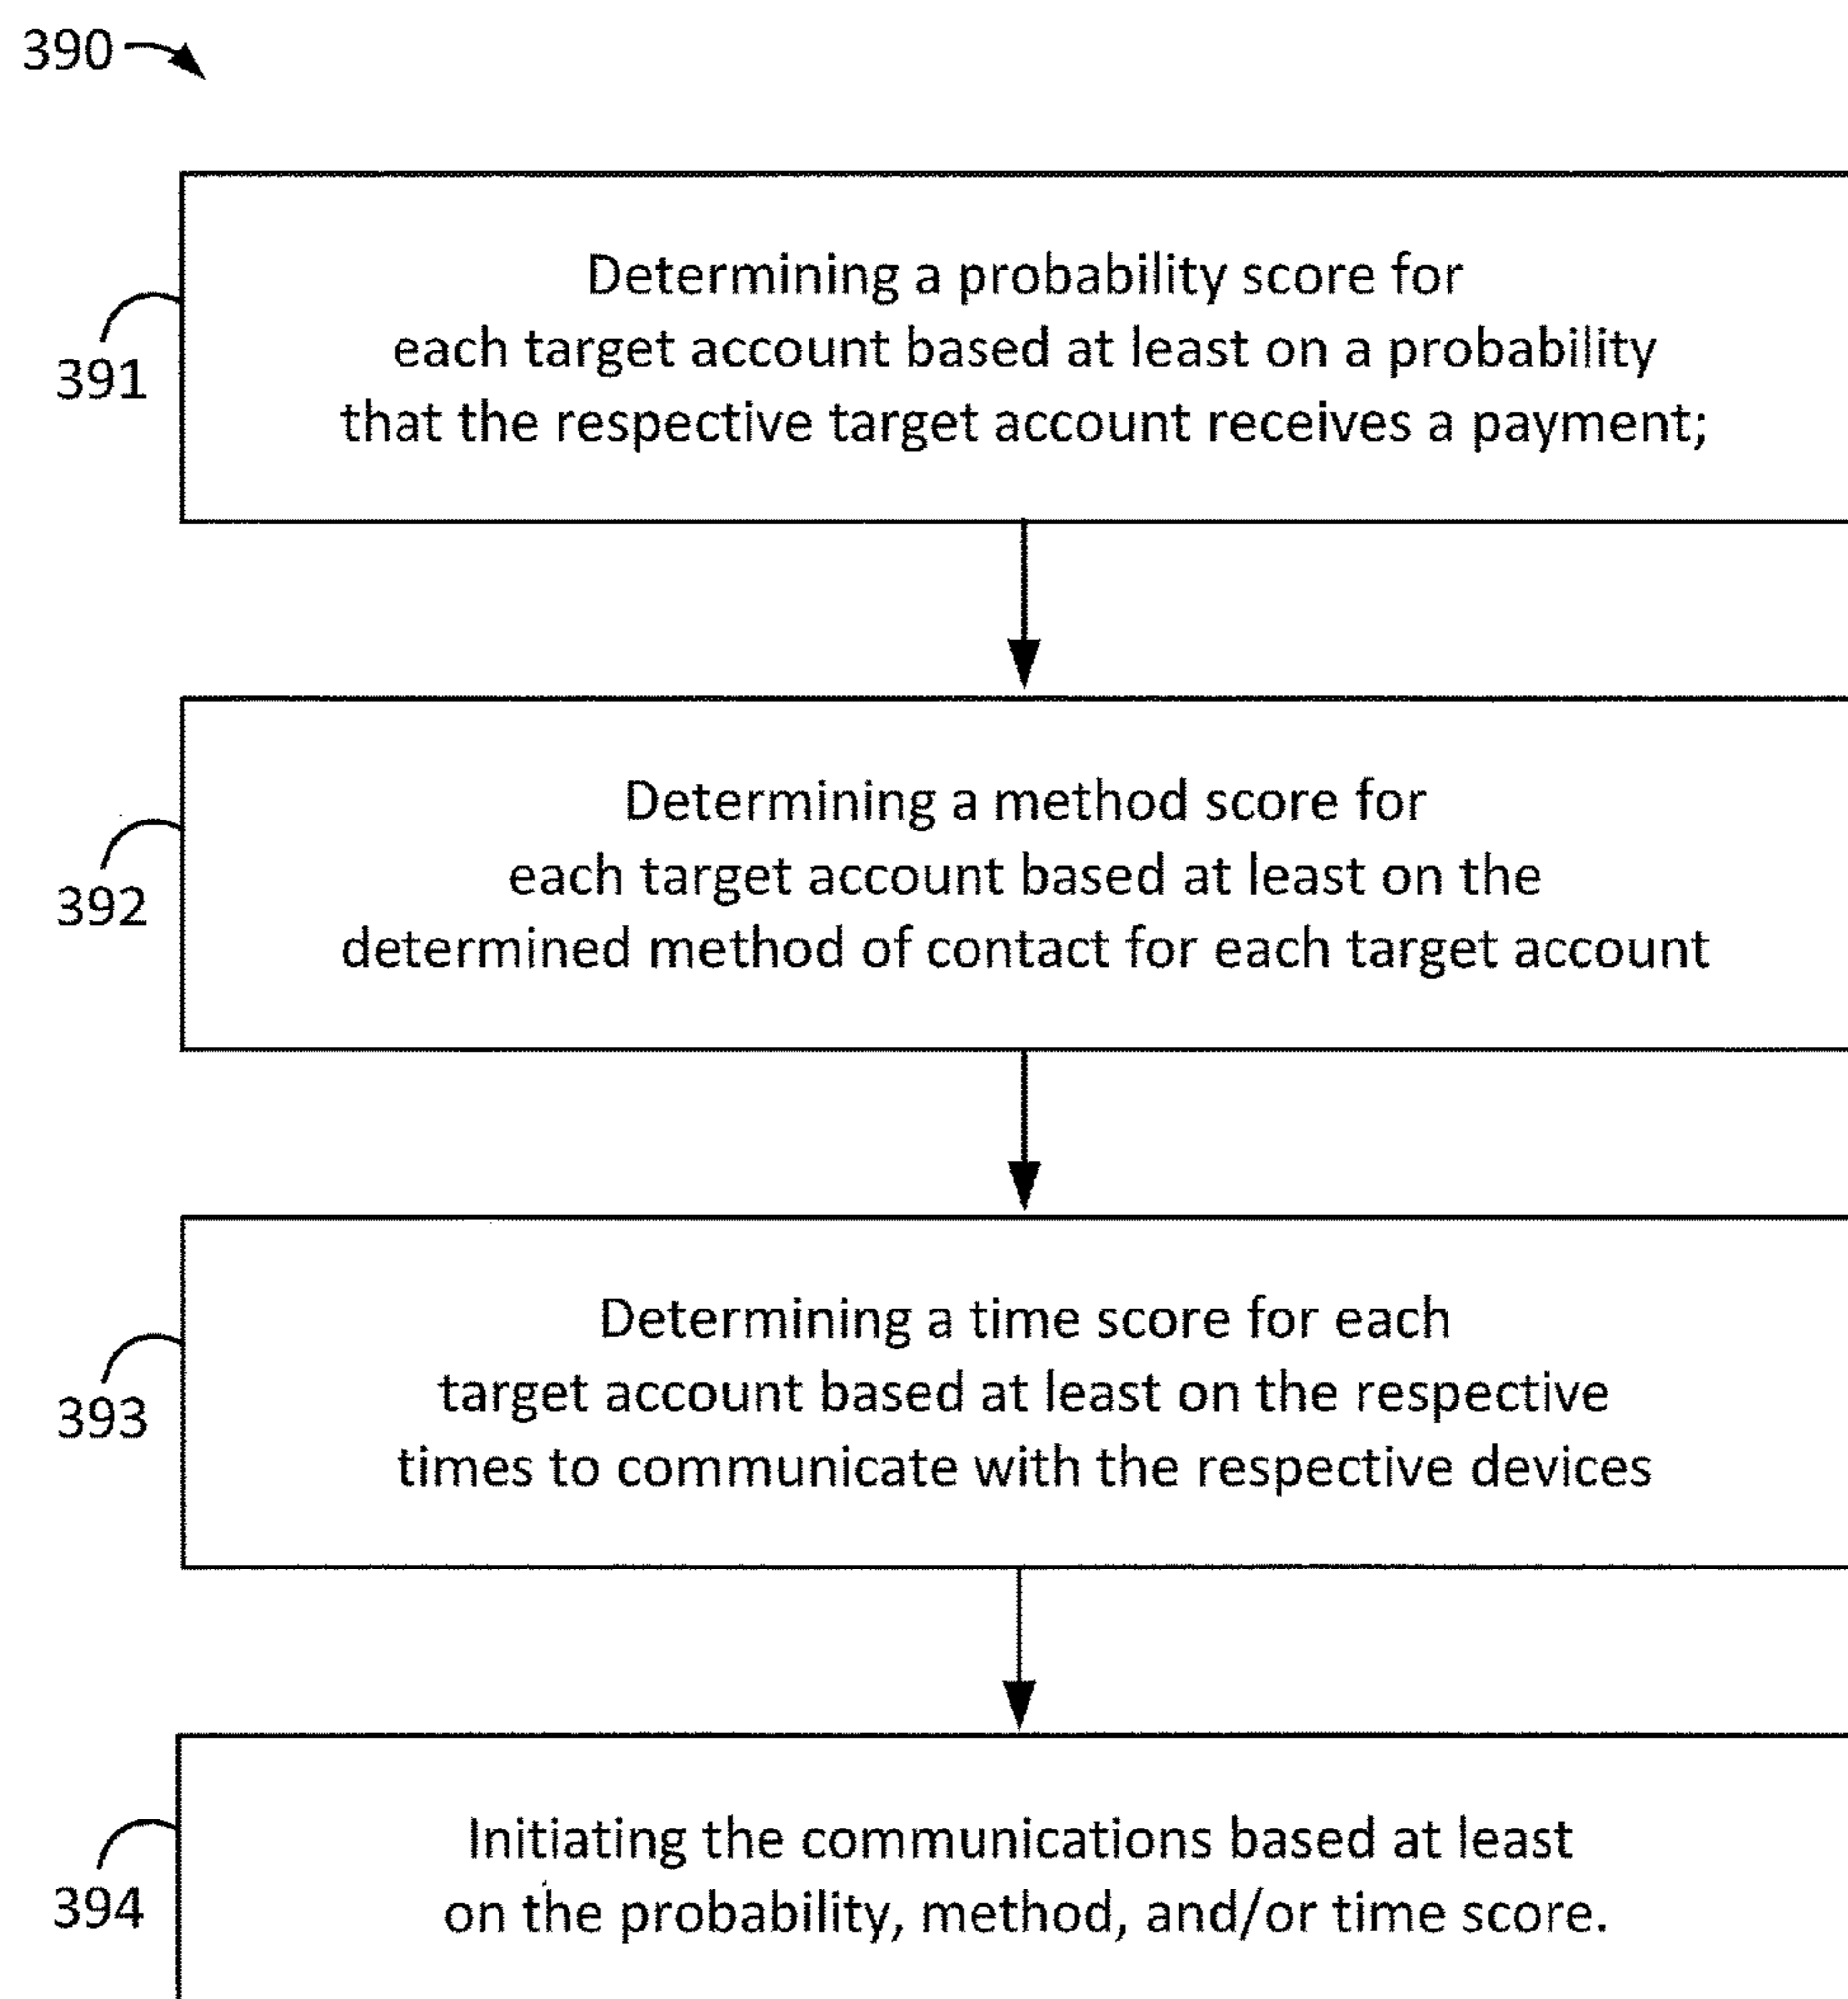 390
Determining a probability score for
each target account based at least on a probability
that the respective target account receives a payment;
391
Determining a method score for
each target account based at least on the
determined method of contact for each target account
392
Determining a time score for each
target account based at least on the respective
times to communicate with the respective devices
393
Initiating the communications based at least
on the probability, method, and/or time score.
394